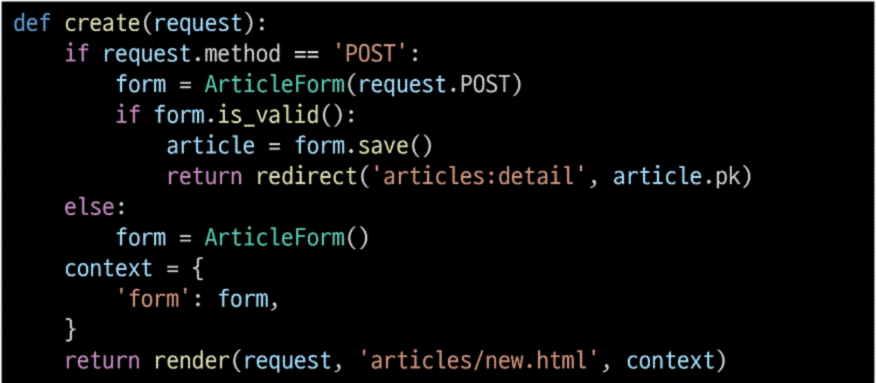 def create(request):
    if request.method == 'POST':
        form = ArticleForm(request.POST)
        if form.is_valid():
            article = form.save()
            return redirect('articles:detail', article.pk)
    else:
        form = ArticleForm()
    context = {
        'form': form,
    }
    return render(request, 'articles/new.html', context)